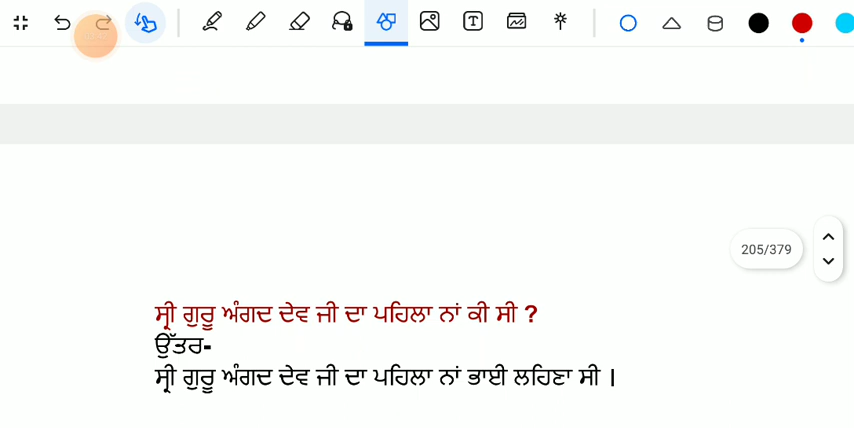 205/379
ਸ੍ਰੀ ਗੁਰੂ ਅੰਗਦ ਦੇਵ ਜੀ ਦਾ ਪਹਿਲਾ ਨਾਂ ਕੀ ਸੀ ?
ਉੱਤਰ-
ਸ੍ਰੀ ਗੁਰੂ ਅੰਗਦ ਦੇਵ ਜੀ ਦਾ ਪਹਿਲਾ ਨਾਂ ਭਾਈ ਲਹਿਣਾ ਸੀ |